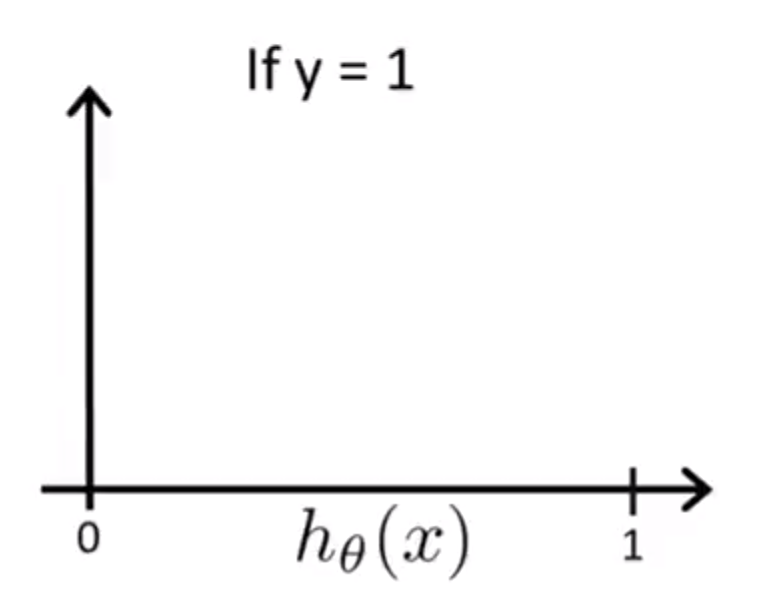 If y = 1
0 hθ(x) 1